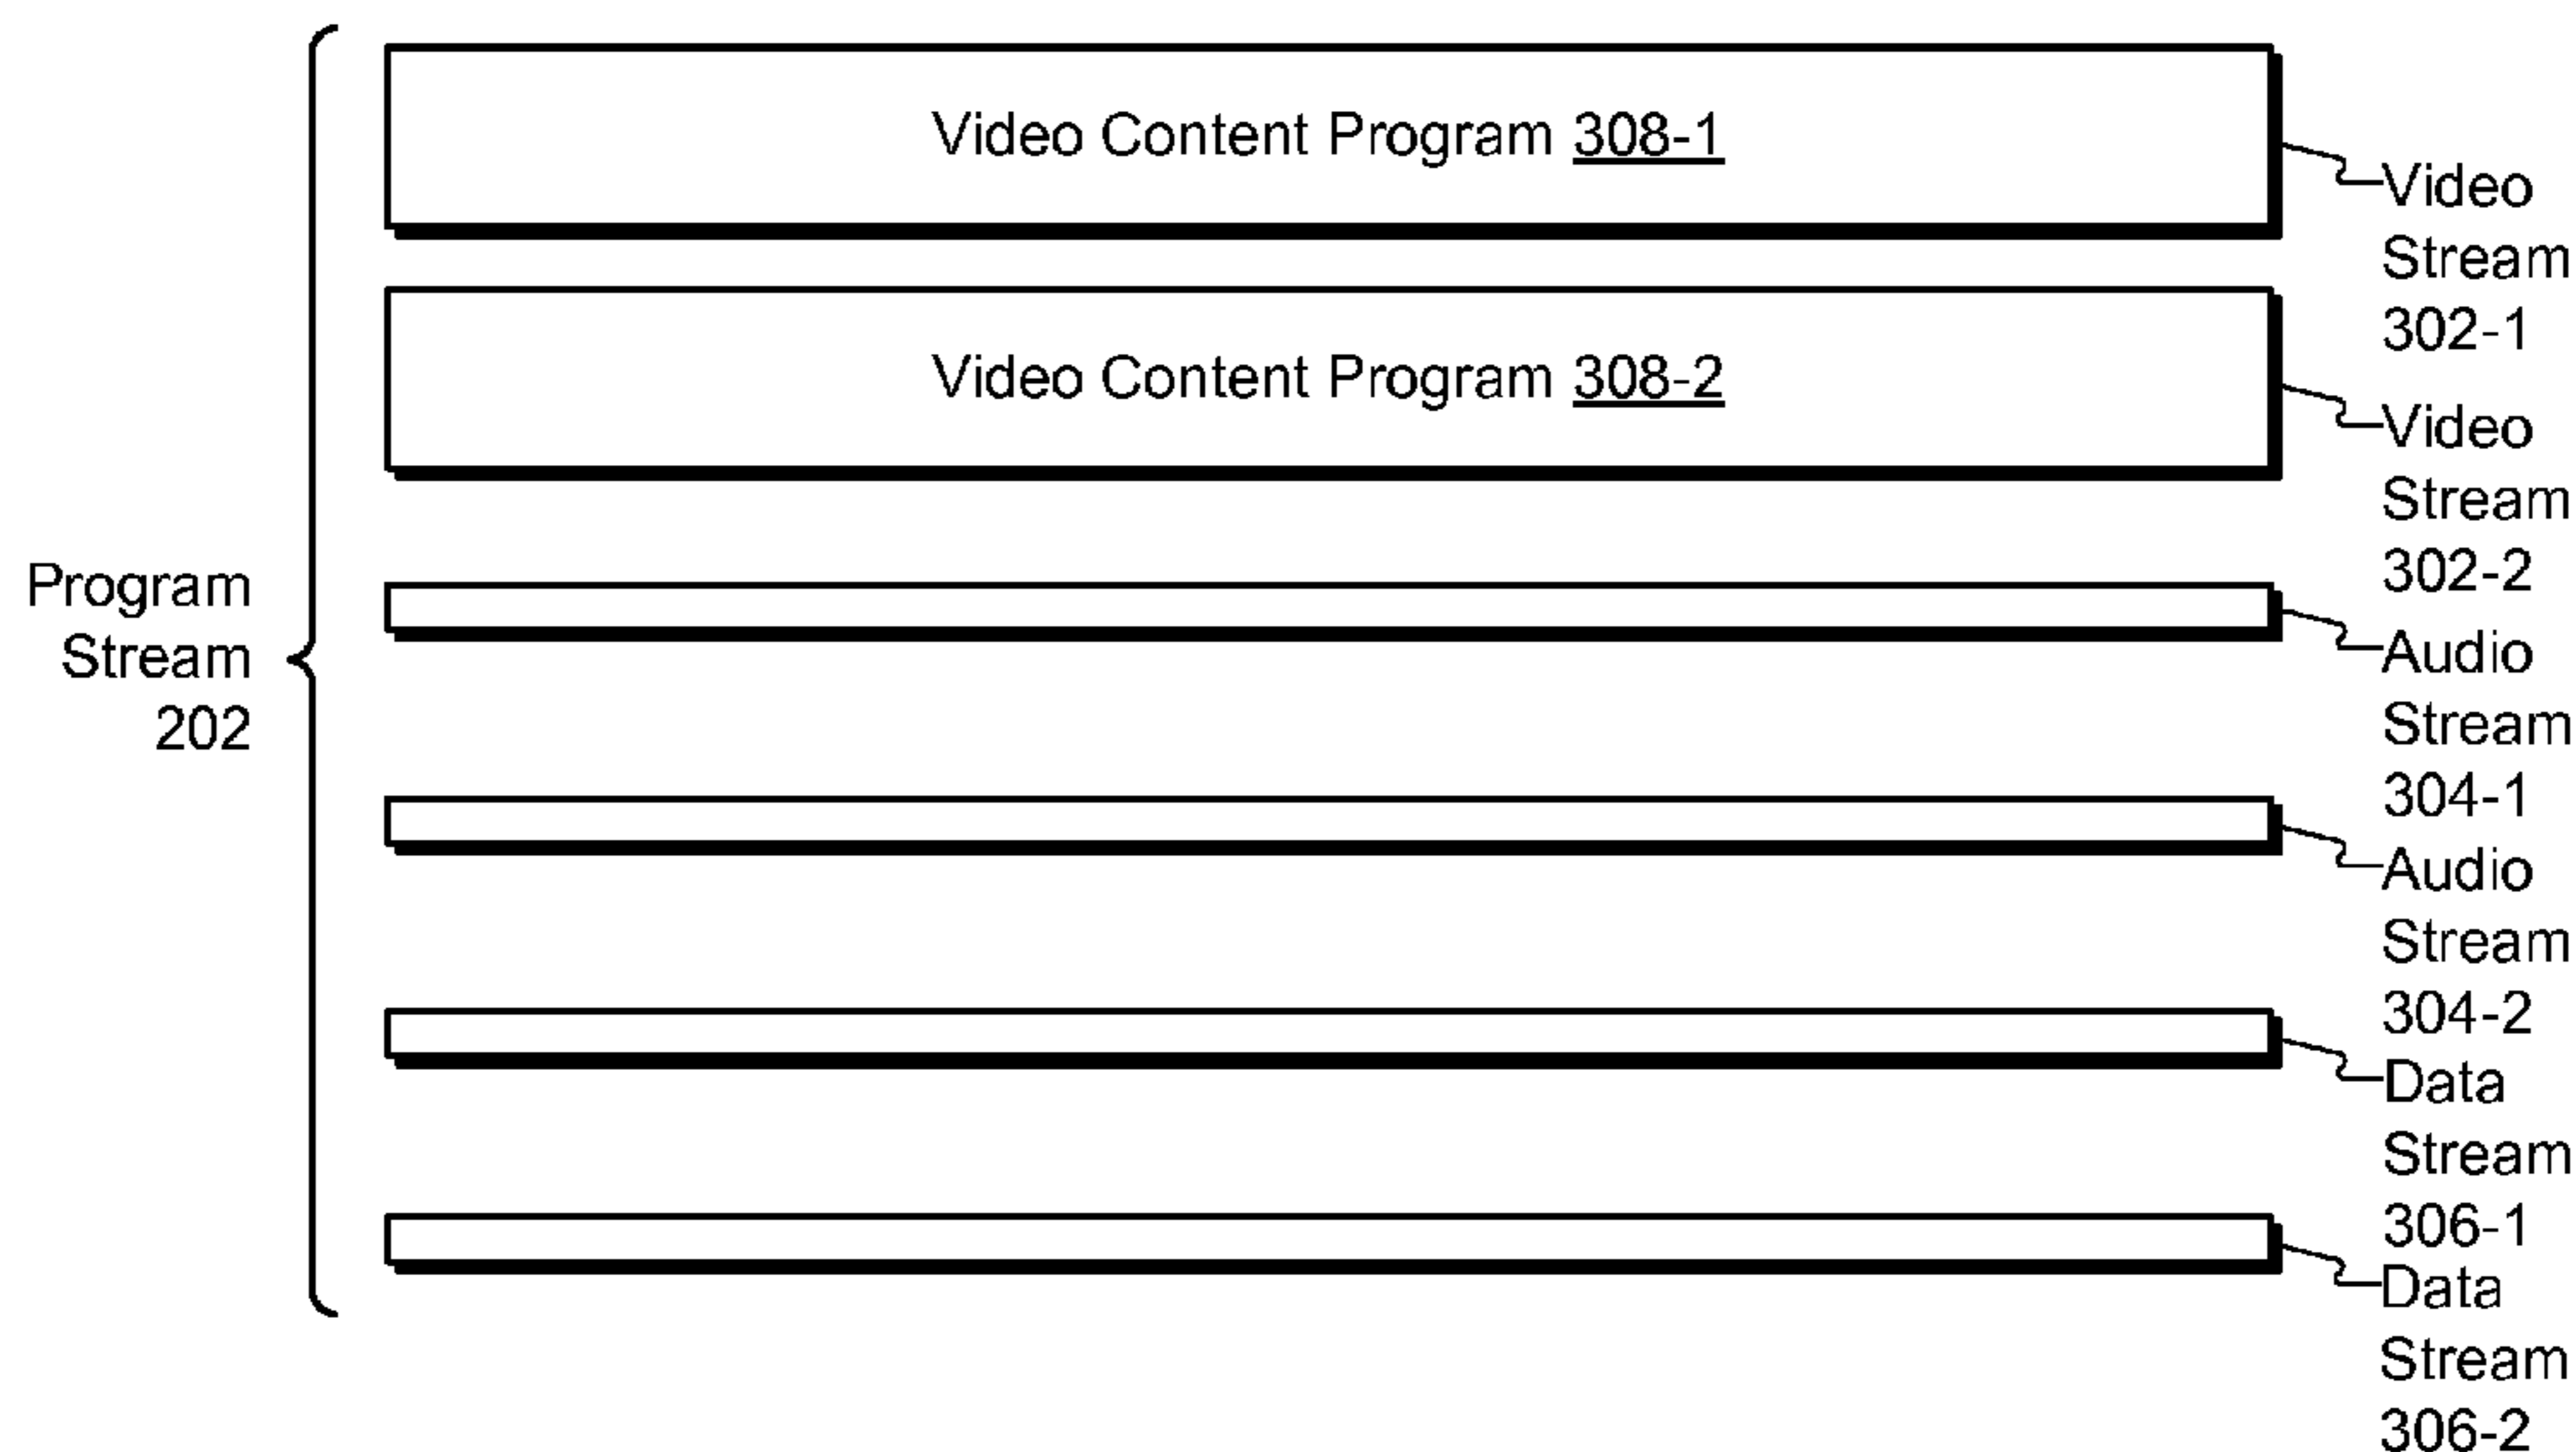 Video Content Program 308-1
Video
Stream
302-1
Video Content Program 308-2
Video
Stream
302-2
Program
Stream
202
Audio
Stream
304-1
Audio
Stream
304-2
Data
Stream
306-1
Data
Stream
306-2